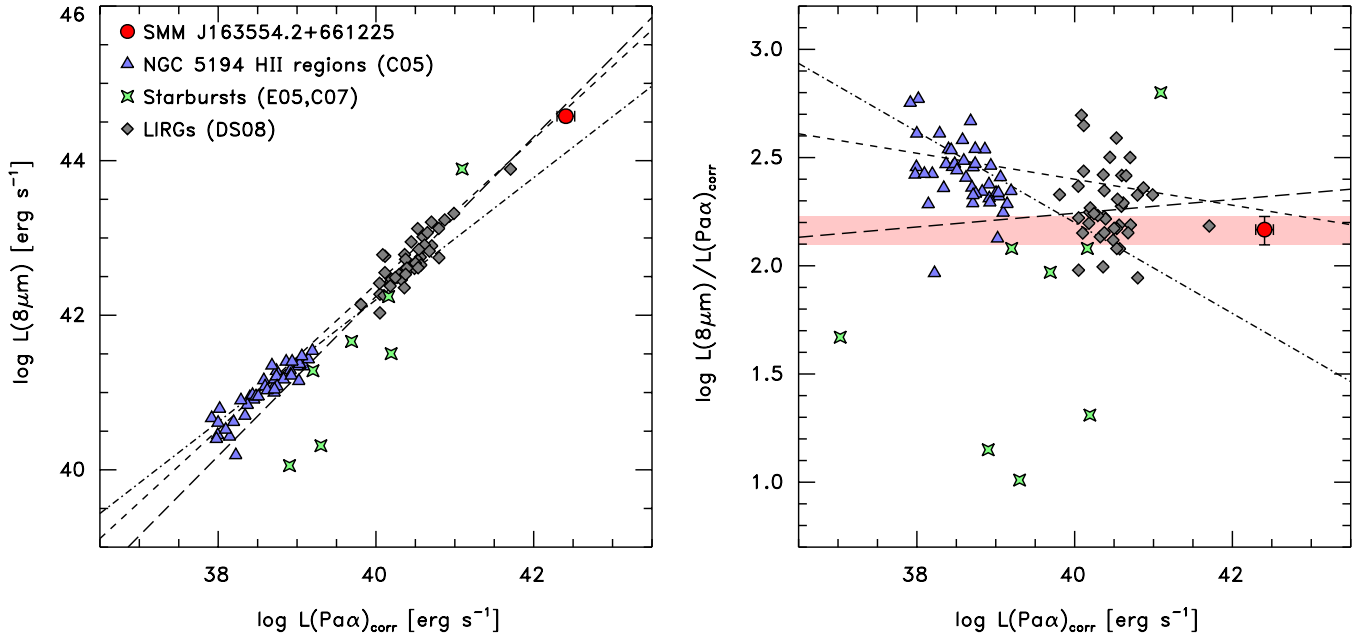 46
44
42
40
38
40
42
log L(8μm) [erg s⁻¹]
log L(Paα)corr [erg s⁻¹]
SMM J163554.2+661225
NGC 5194 HII regions (C05)
Starbursts (E05,C07)
LIRGs (DS08)
3.0
2.5
2.0
1.5
1.0
38
40
42
log L(8μm)/L(Paα)corr
log L(Paα)corr [erg s⁻¹]